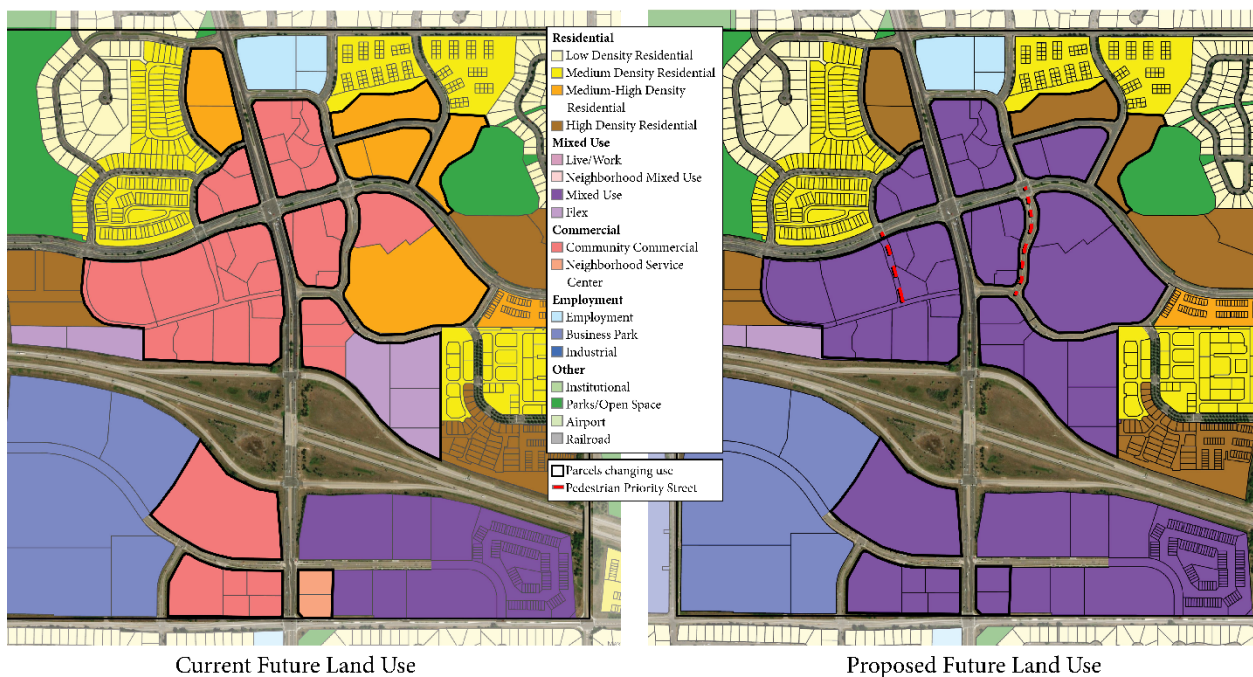 Residential
Low Density Residential
Medium Density Residential
Medium-High Density
Residential
High Density Residential
Mixed Use
Live/Work
Neighborhood Mixed Use
Mixed Use
Flex
Commercial
Community Commercial
Neighborhood Service
Center
Employment
Employment
Business Park
Industrial
Other
Institutional
Parks/Open Space
Airport
Railroad
Parcels changing use
Pedestrian Priority Street
Current Future Land Use
Proposed Future Land Use